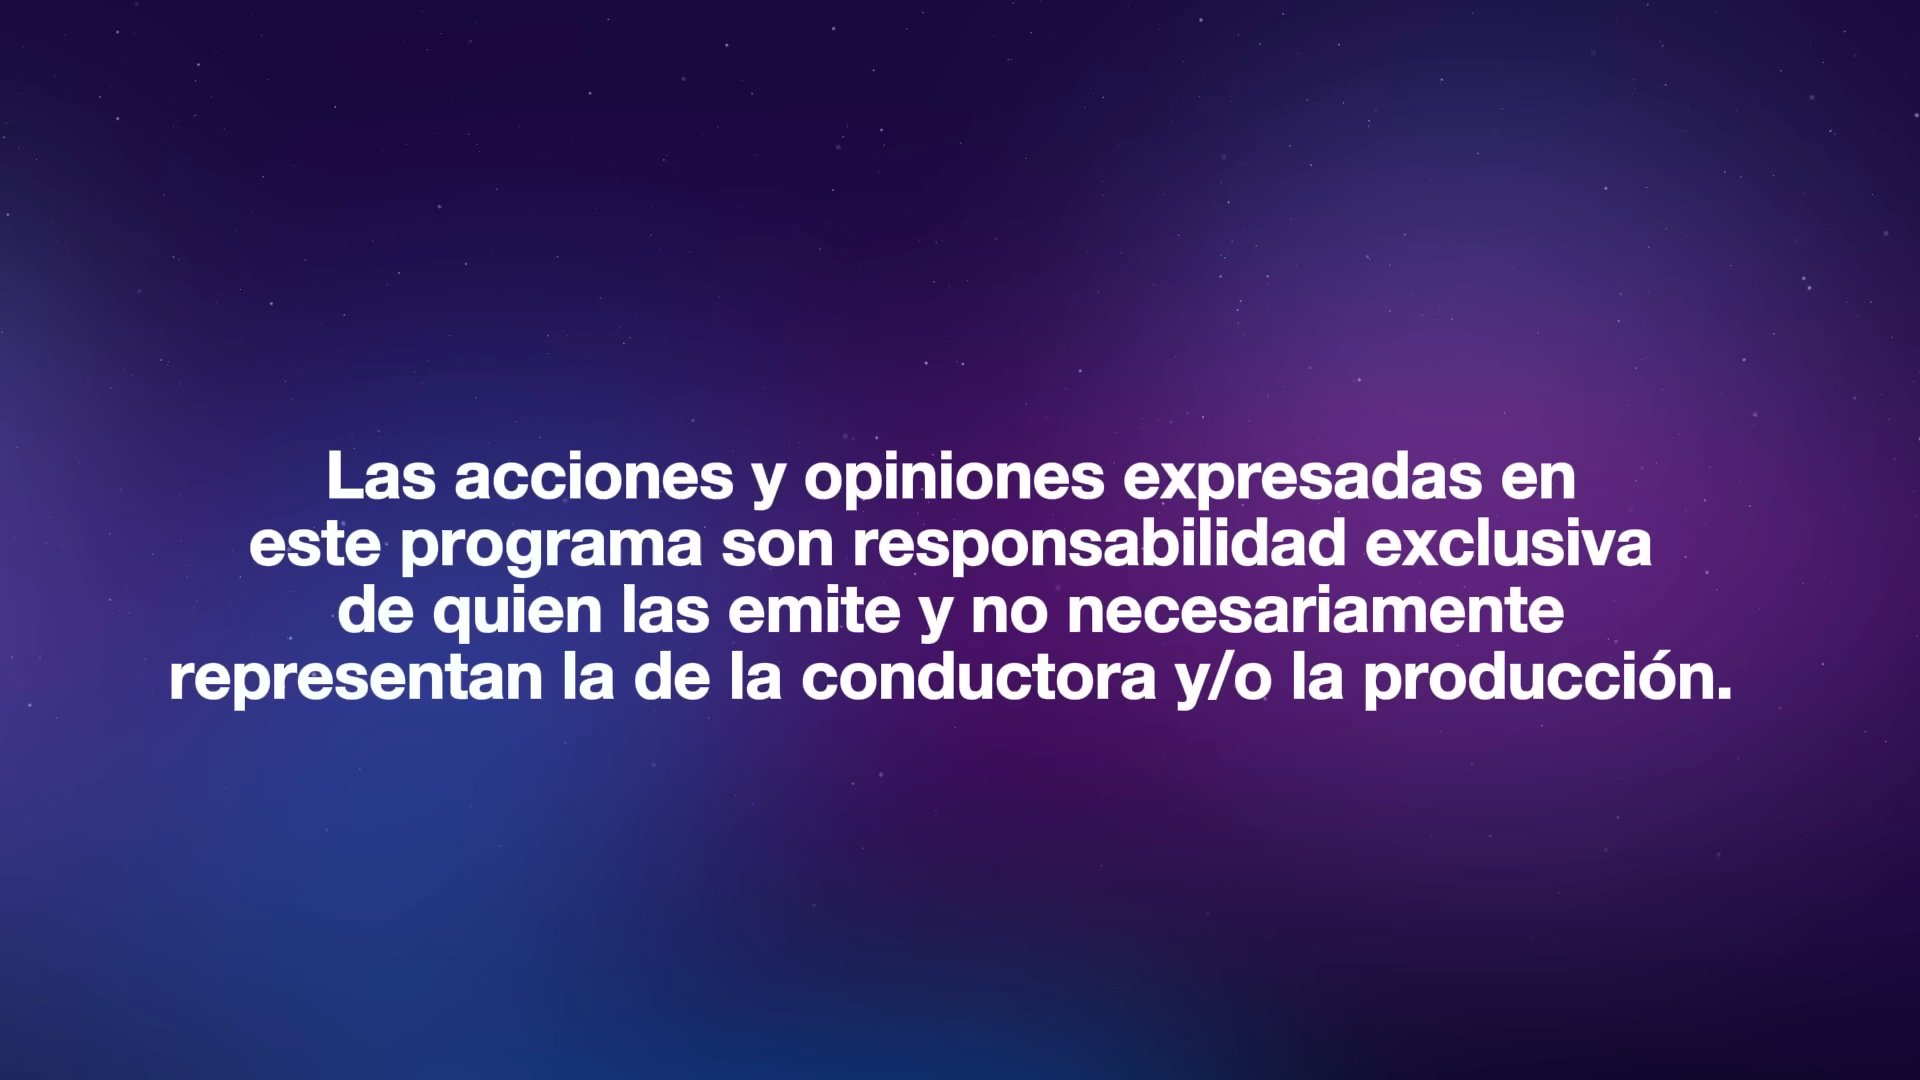 Las acciones y opiniones expresadas en
este programa son responsabilidad exclusiva
de quien las emite y no necesariamente
representan la de la conductora y/o la producción.